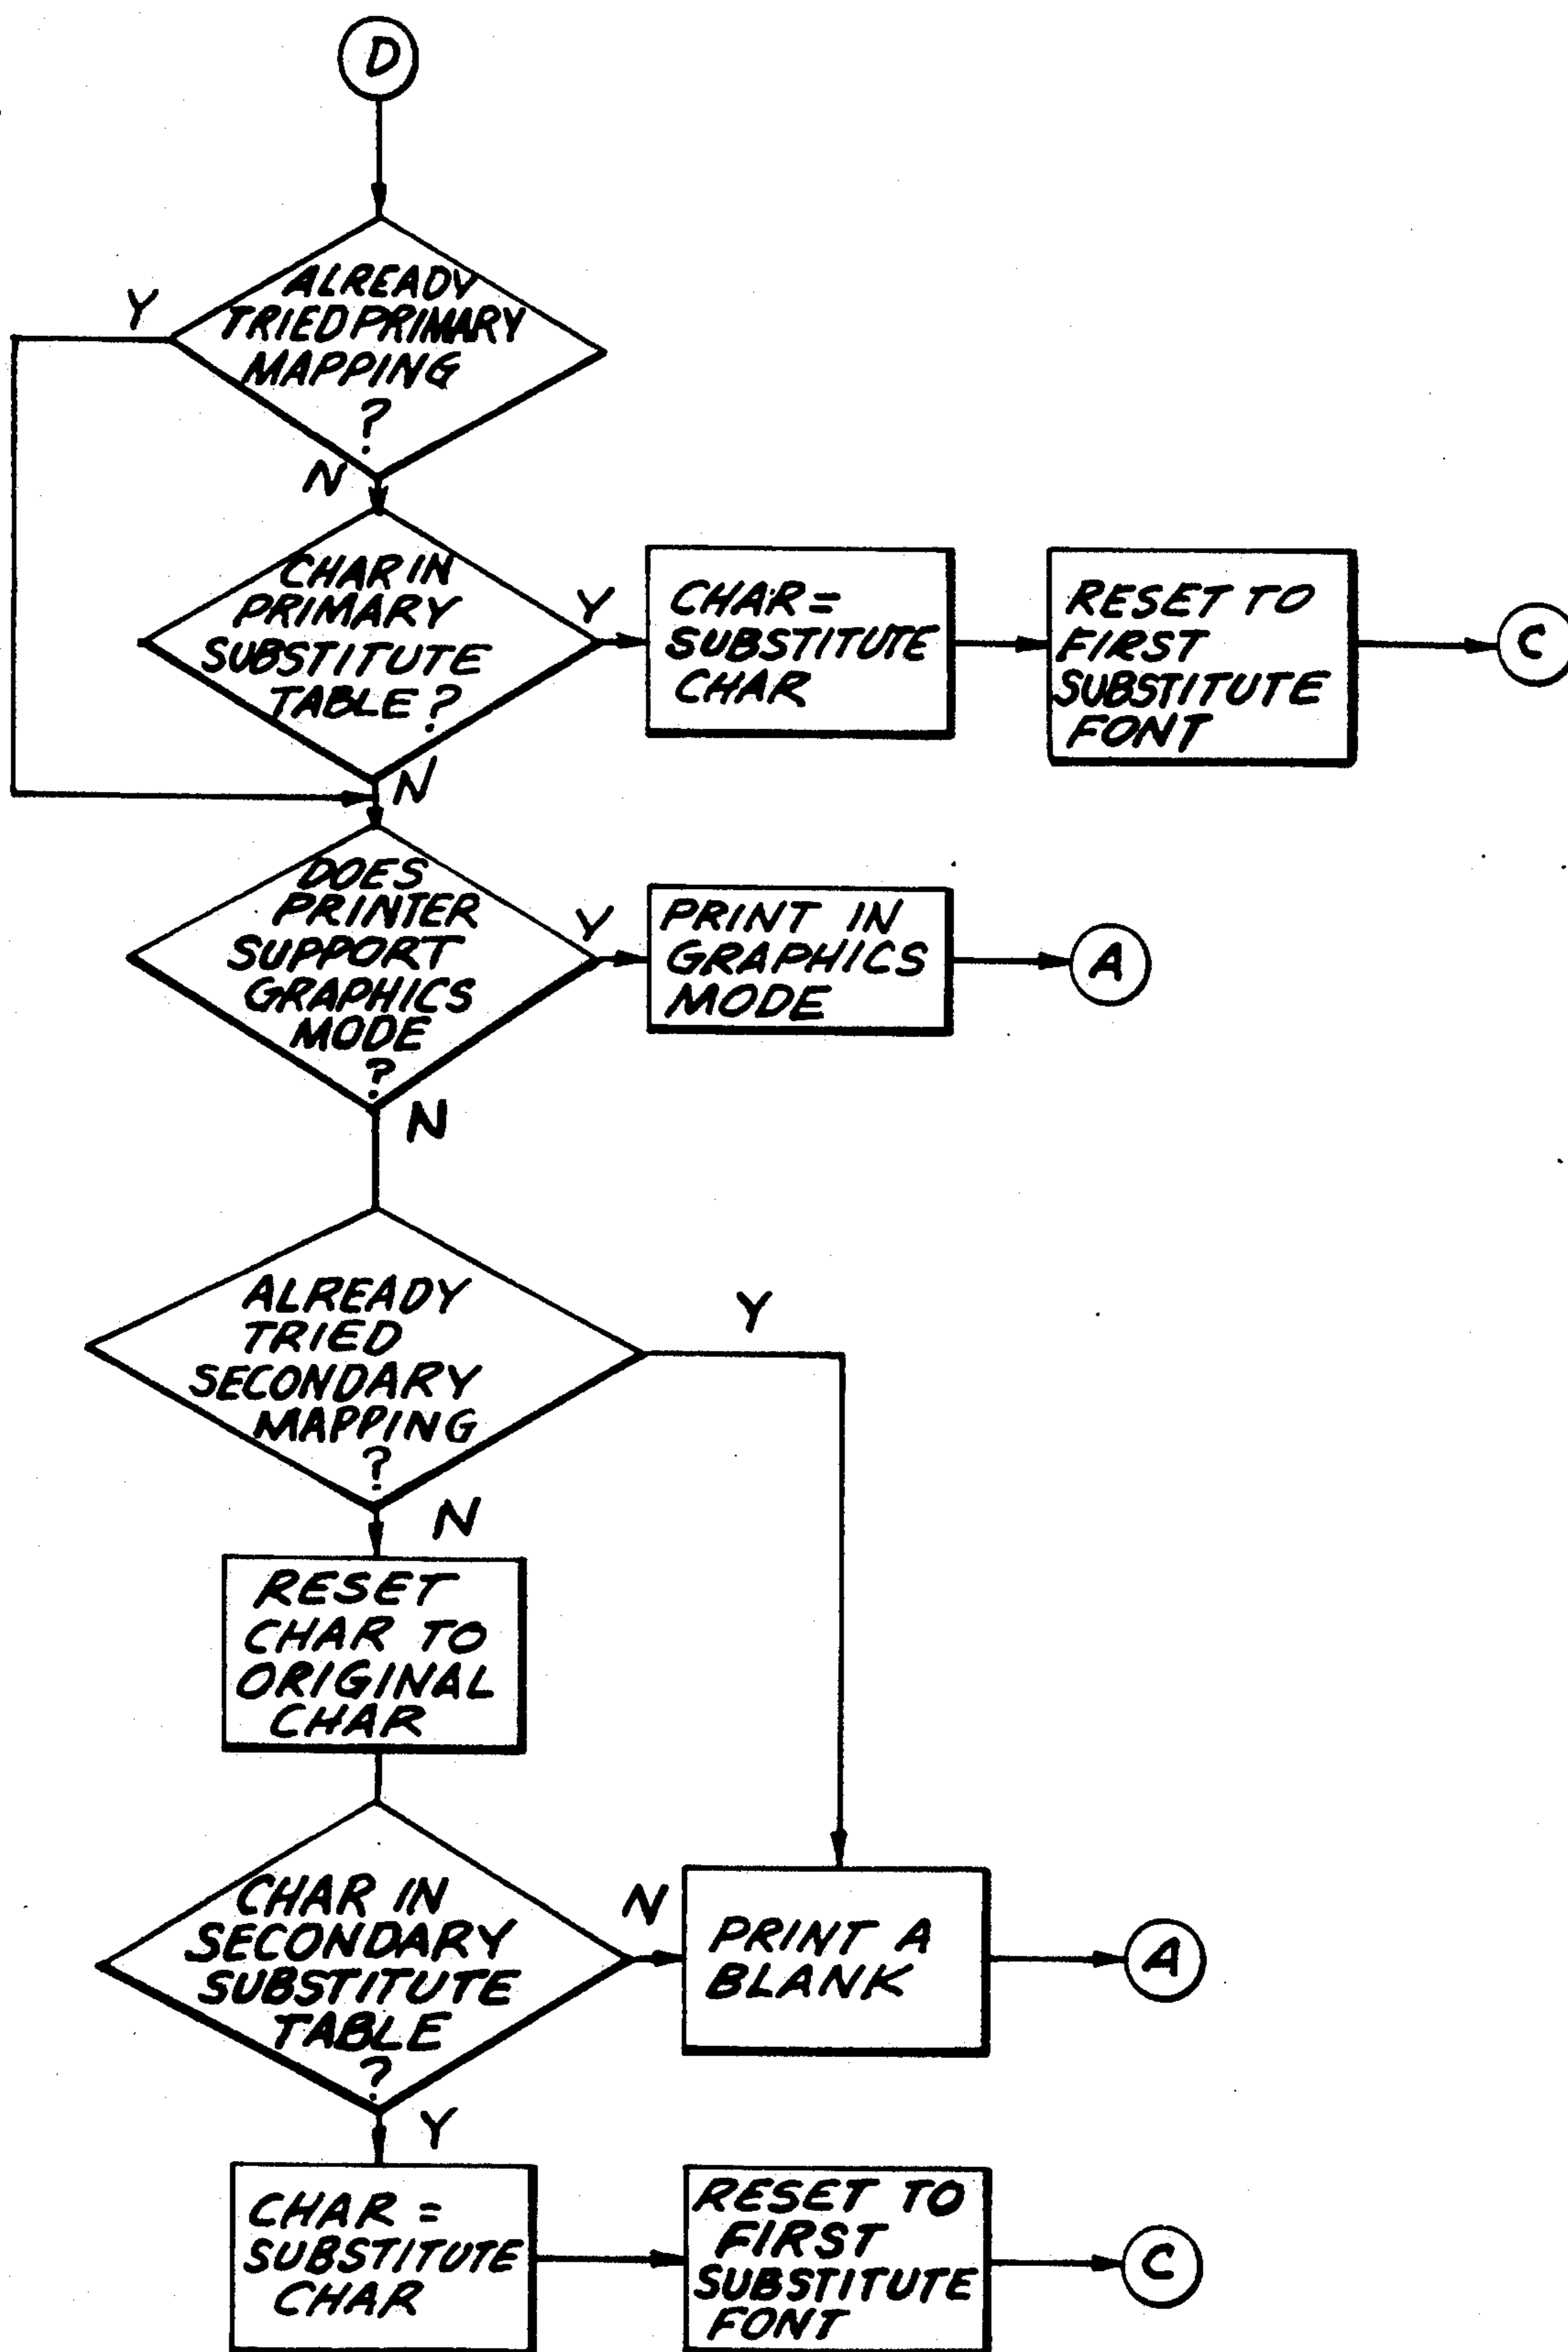 D
ALREADY
TRIED PRIMARY
MAPPING
?
Y
N
CHAR IN
PRIMARY
SUBSTITUTE
TABLE?
Y
CHAR =
SUBSTITUTE
CHAR
RESET TO
FIRST
SUBSTITUTE
FONT
C
N
DOES
PRINTER
SUPPORT
GRAPHICS
MODE
?
Y
PRINT IN
GRAPHICS
MODE
A
N
ALREADY
TRIED
SECONDARY
MAPPING
?
Y
N
RESET
CHAR TO
ORIGINAL
CHAR
CHAR IN
SECONDARY
SUBSTITUTE
TABLE
?
N
PRINT A
BLANK
A
Y
CHAR =
SUBSTITUTE
CHAR
RESET TO
FIRST
SUBSTITUTE
FONT
C